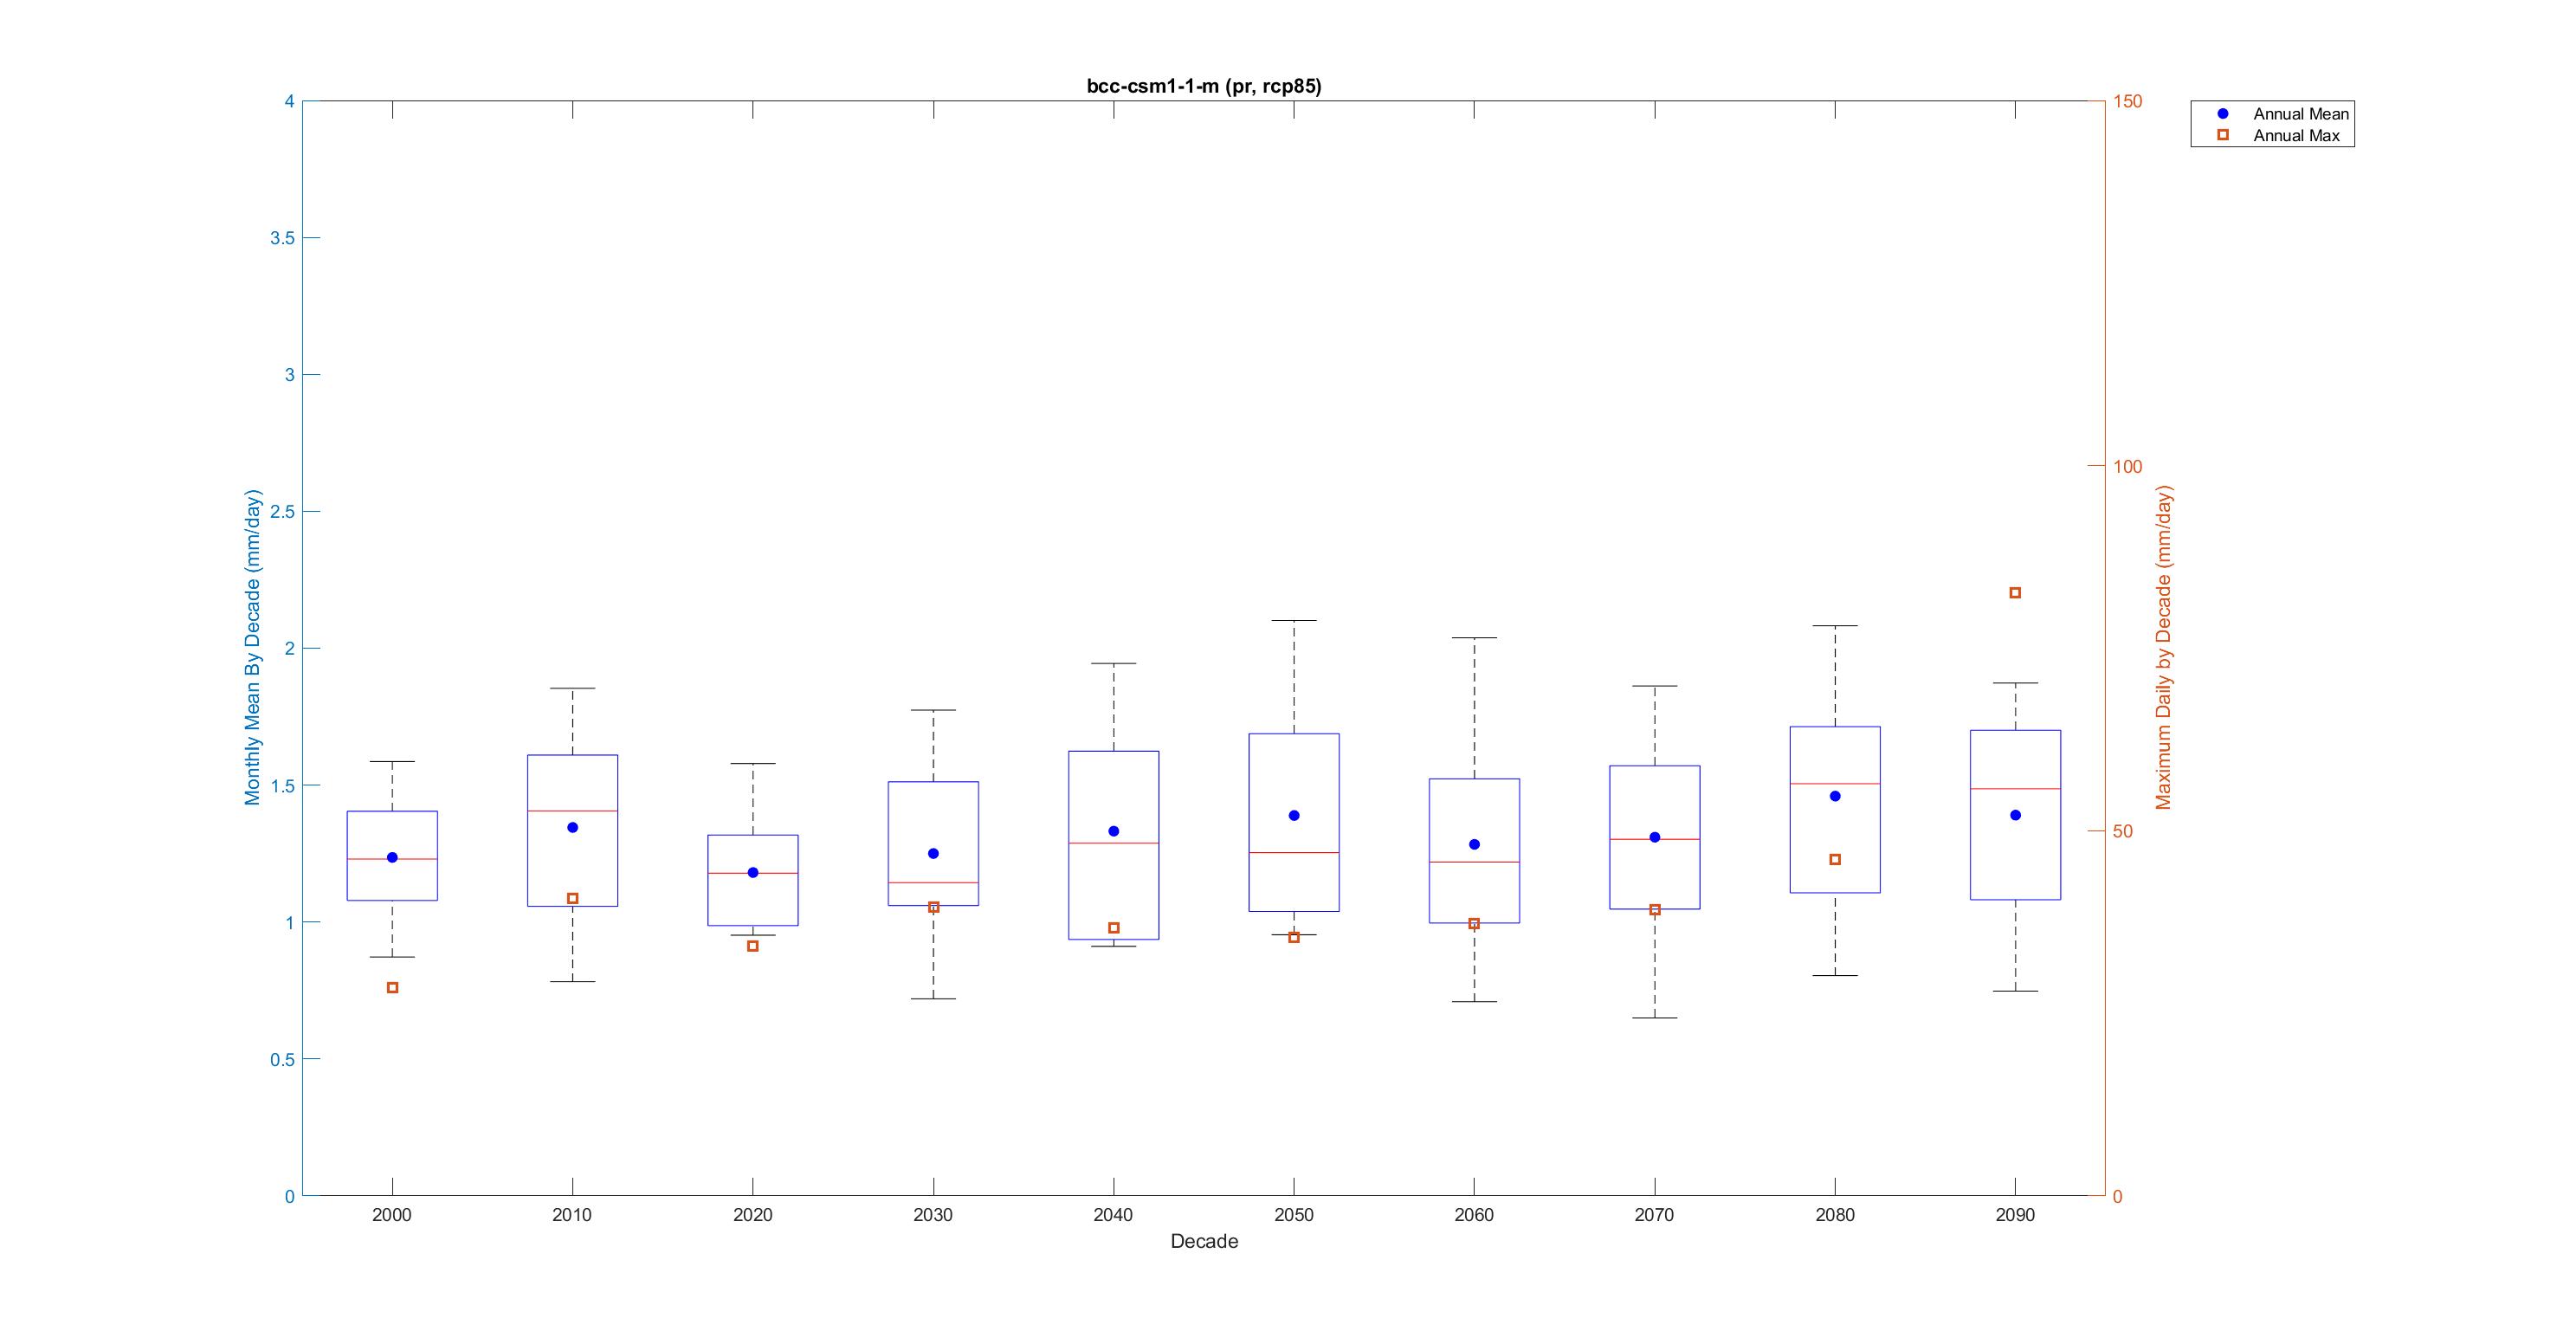 bcc-csm1-1-m (pr, rcp85)
4
3.5
3
2.5
2
1.5
1
0.5
0
Monthly Mean By Decade (mm/day)
150
100
50
0
Maximum Daily by Decade (mm/day)
Annual Mean
Annual Max
2000 2010 2020 2030 2040 2050 2060 2070 2080 2090
Decade